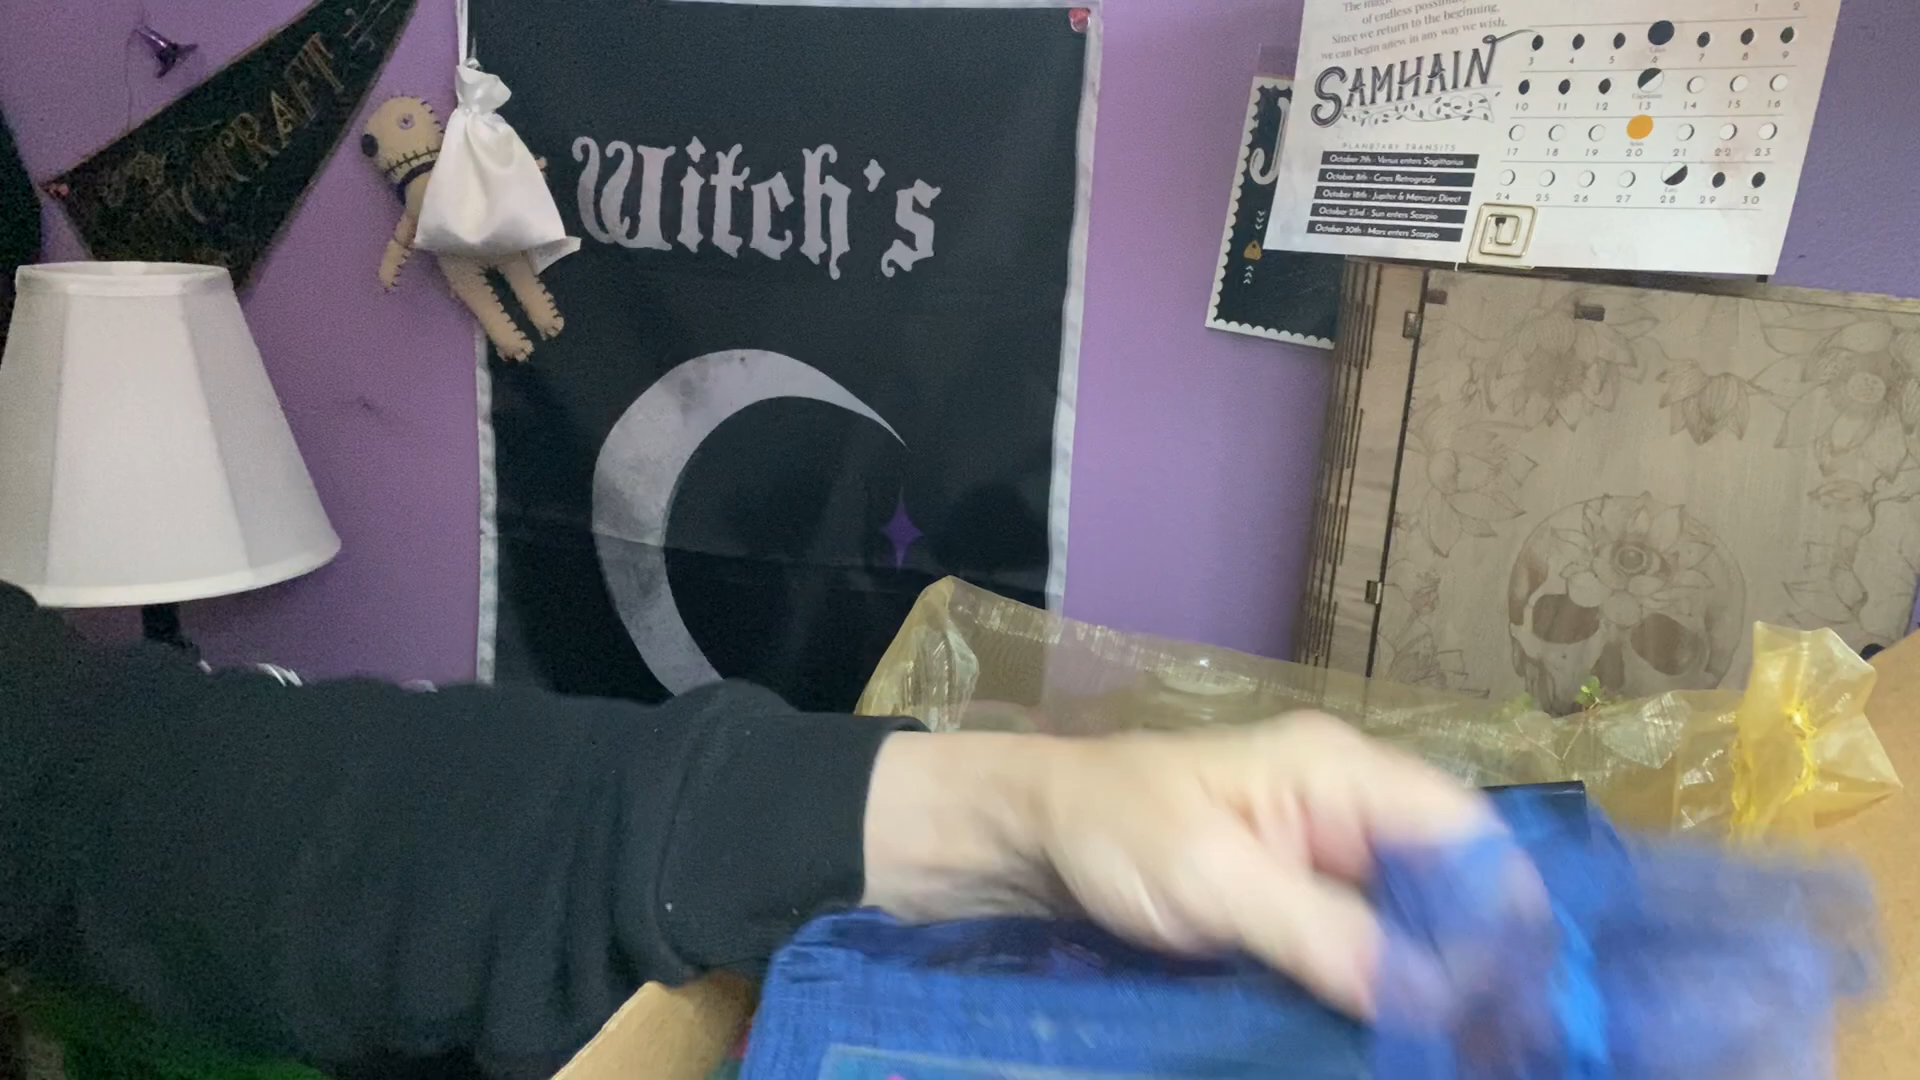 WITCHCRAFT
Witch's
of endless possibility.
Since we return to the beginning,
we can begin anew in any way we wish.
SAMHAIN
PLANETARY TRANSITS
October 7th - Venus enters Sagittarius
October 8th - Ceres Retrograde
October 18th - Jupiter & Mercury Direct
October 23rd - Sun enters Scorpio
October 30th - Mars enters Scorpio
1 2
3 4 5 6 7 8 9
10 11 12 13 14 15 16
17 18 19 20 21 22 23
24 25 26 27 28 29 30